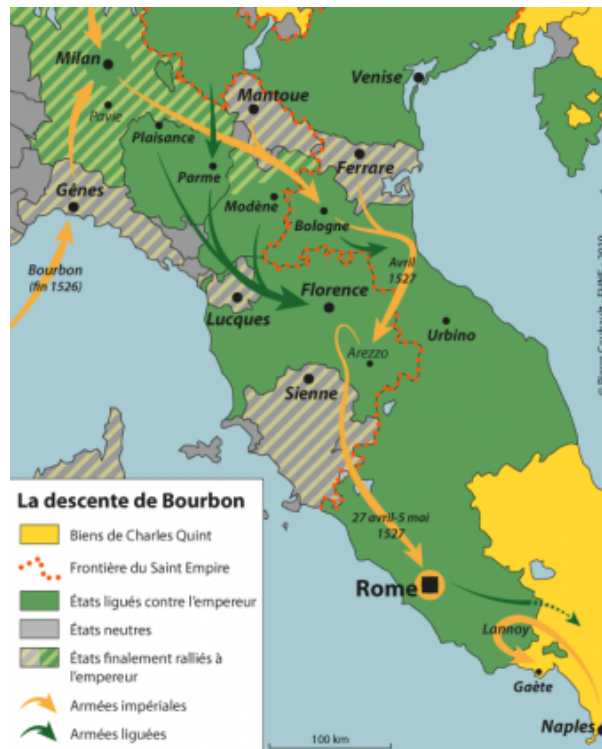 Milan
Venise
Mantoue
Pavie
Plaisance
Ferrare
Parme
Gênes
Modène
Bologne
Bourbon
(fin 1526)
Avril
1527
Florence
Lucques
Urbino
Arezzo
Sienne
27 avril-5 mai
1527
Rome
Lannoy
Gaète
Naples
La descente de Bourbon
Biens de Charles Quint
Frontière du Saint Empire
États ligués contre l'empereur
États neutres
États finalement ralliés à
l'empereur
Armées impériales
Armées liguées
100 km